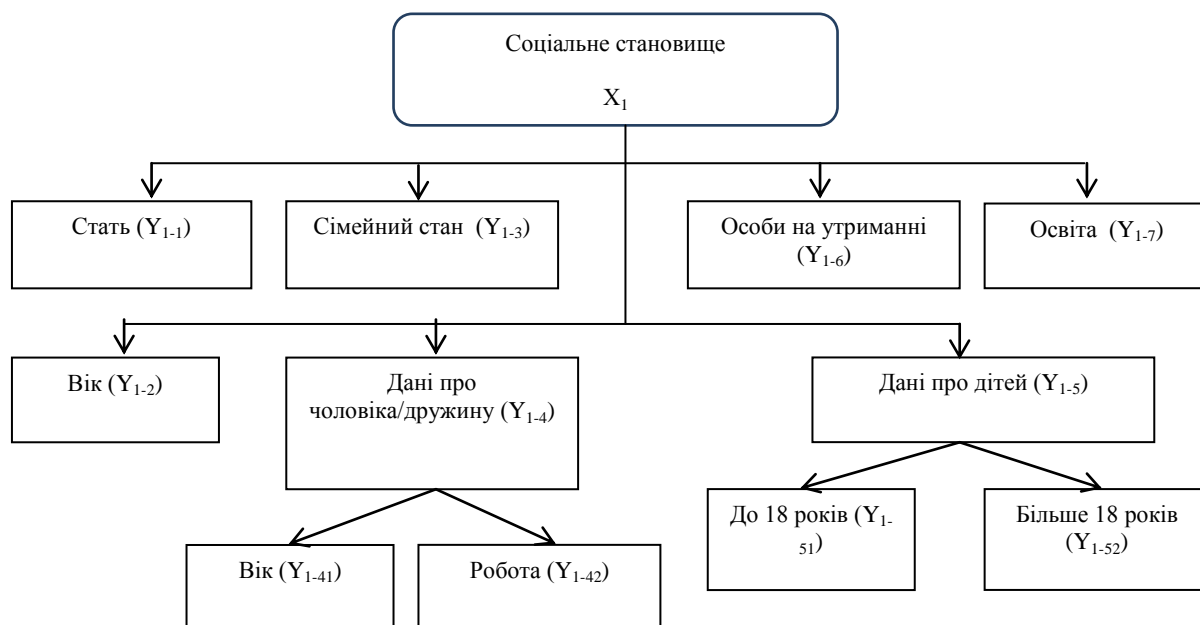 Соціальне становище
X₁
Стать (Y₁₋₁)
Сімейний стан (Y₁₋₃)
Особи на утриманні
(Y₁₋₆)
Освіта (Y₁₋₇)
Вік (Y₁₋₂)
Дані про
чоловіка/дружину (Y₁₋₄)
Дані про дітей (Y₁₋₅)
До 18 років (Y₁₋
₅₁)
Більше 18 років
(Y₁₋₅₂)
Вік (Y₁₋₄₁)
Робота (Y₁₋₄₂)